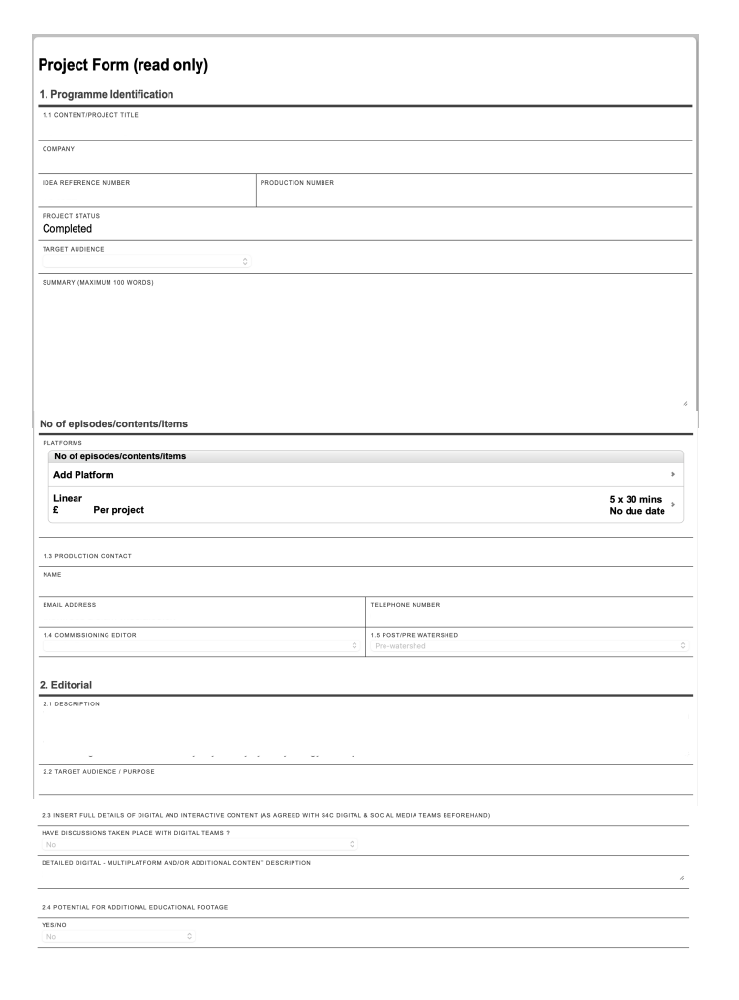 Project Form (read only)
1. Programme Identification
1.1 CONTENT/PROJECT TITLE
COMPANY
IDEA REFERENCE NUMBER PRODUCTION NUMBER
PROJECT STATUS
Completed
TARGET AUDIENCE
SUMMARY (MAXIMUM 100 WORDS)
No of episodes/contents/items
PLATFORMS
No of episodes/contents/items
Add Platform
Linear 5 x 30 mins
£ Per project No due date
1.3 PRODUCTION CONTACT
NAME
EMAIL ADDRESS TELEPHONE NUMBER
1.4 COMMISSIONING EDITOR 1.5 POST/PRE WATERSHED
Pre-watershed
2. Editorial
2.1 DESCRIPTION
2.2 TARGET AUDIENCE / PURPOSE
2.3 INSERT FULL DETAILS OF DIGITAL AND INTERACTIVE CONTENT (AS AGREED WITH S4C DIGITAL & SOCIAL MEDIA TEAMS BEFOREHAND)
HAVE DISCUSSIONS TAKEN PLACE WITH DIGITAL TEAMS ?
No
DETAILED DIGITAL - MULTIPLATFORM AND/OR ADDITIONAL CONTENT DESCRIPTION
2.4 POTENTIAL FOR ADDITIONAL EDUCATIONAL FOOTAGE
YES/NO
No